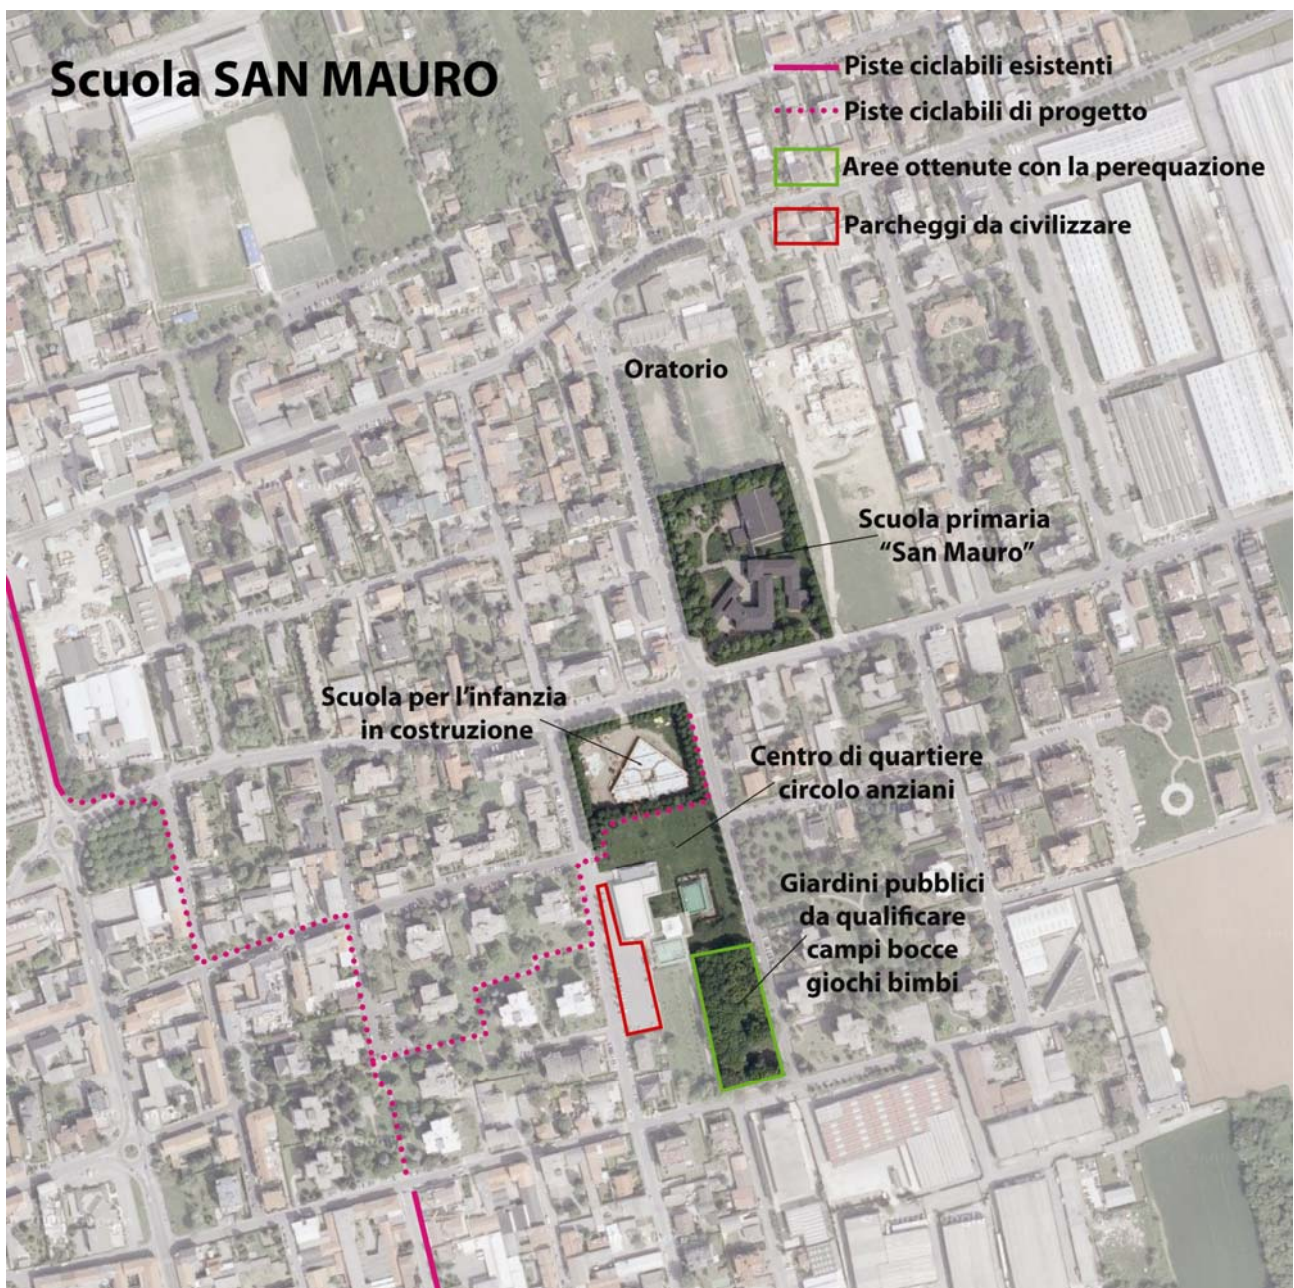 Scuola SAN MAURO
Piste ciclabili esistenti
Piste ciclabili di progetto
Aree ottenute con la perequazione
Parcheggi da civilizzare
Oratorio
Scuola primaria
“San Mauro”
Scuola per l’infanzia
in costruzione
Centro di quartiere
circolo anziani
Giardini pubblici
da qualificare
campi bocce
giochi bimbi